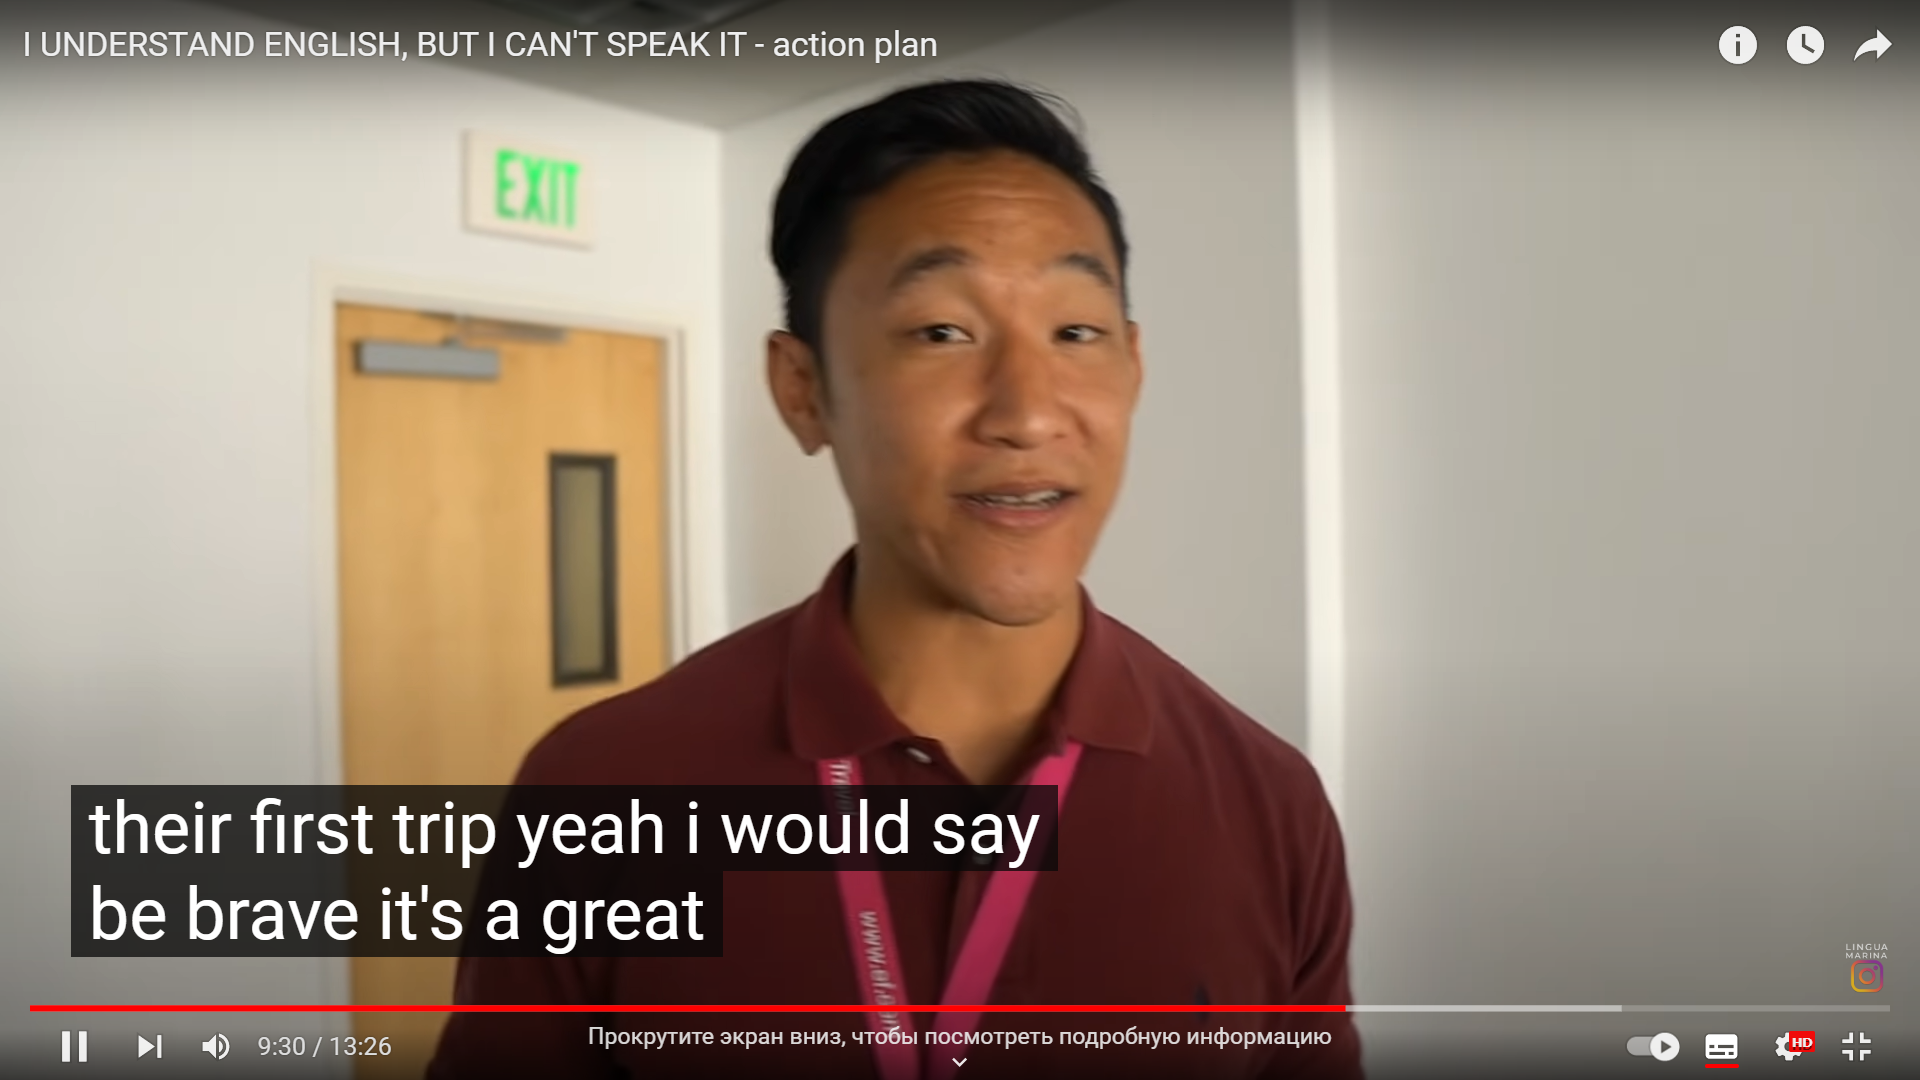 I UNDERSTAND ENGLISH, BUT I CAN'T SPEAK IT - action plan
EXIT
their first trip yeah i would say
be brave it's a great
LINGUA
MARINA
9:30 / 13:26
Прокрутите экран вниз, чтобы посмотреть подробную информацию
HD